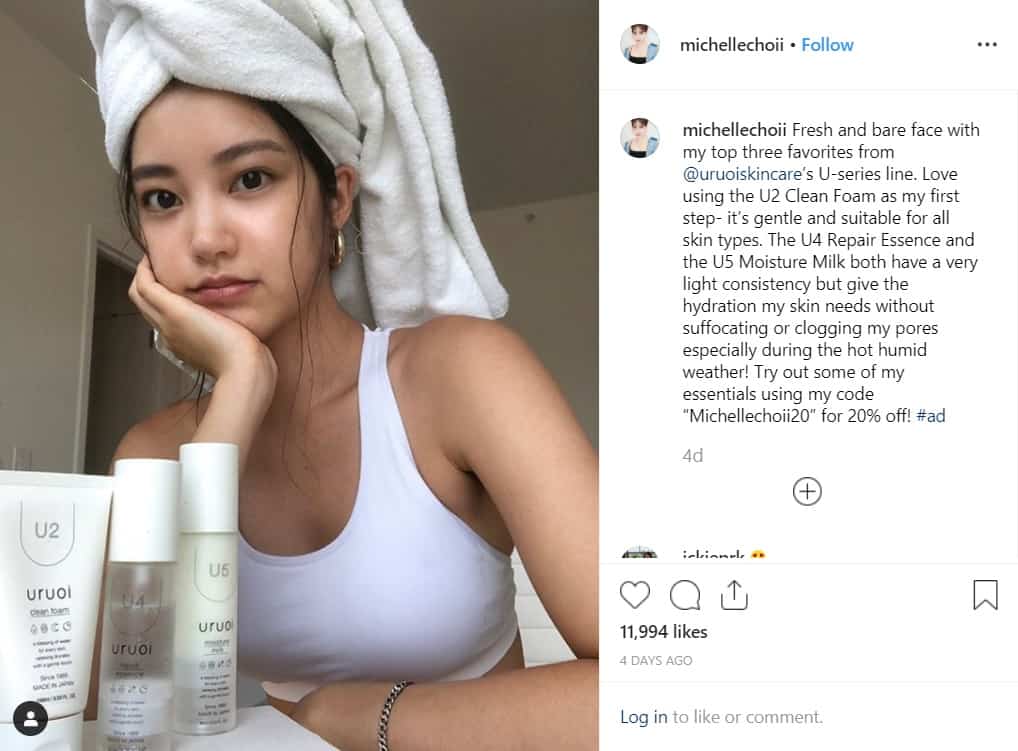 michellechoii • Follow
michellechoii Fresh and bare face with
my top three favorites from
@uruoiskincare's U-series line. Love
using the U2 Clean Foam as my first
step- it's gentle and suitable for all
skin types. The U4 Repair Essence and
the U5 Moisture Milk both have a very
light consistency but give the
hydration my skin needs without
suffocating or clogging my pores
especially during the hot humid
weather! Try out some of my
essentials using my code
"Michellechoii20" for 20% off! #ad
4d
11,994 likes
4 DAYS AGO
Log in to like or comment.
U2
uruoi
clean foam
Since 1955
MADE IN JAPAN
U4
uruoi
U5
uruoi
moisture
milk